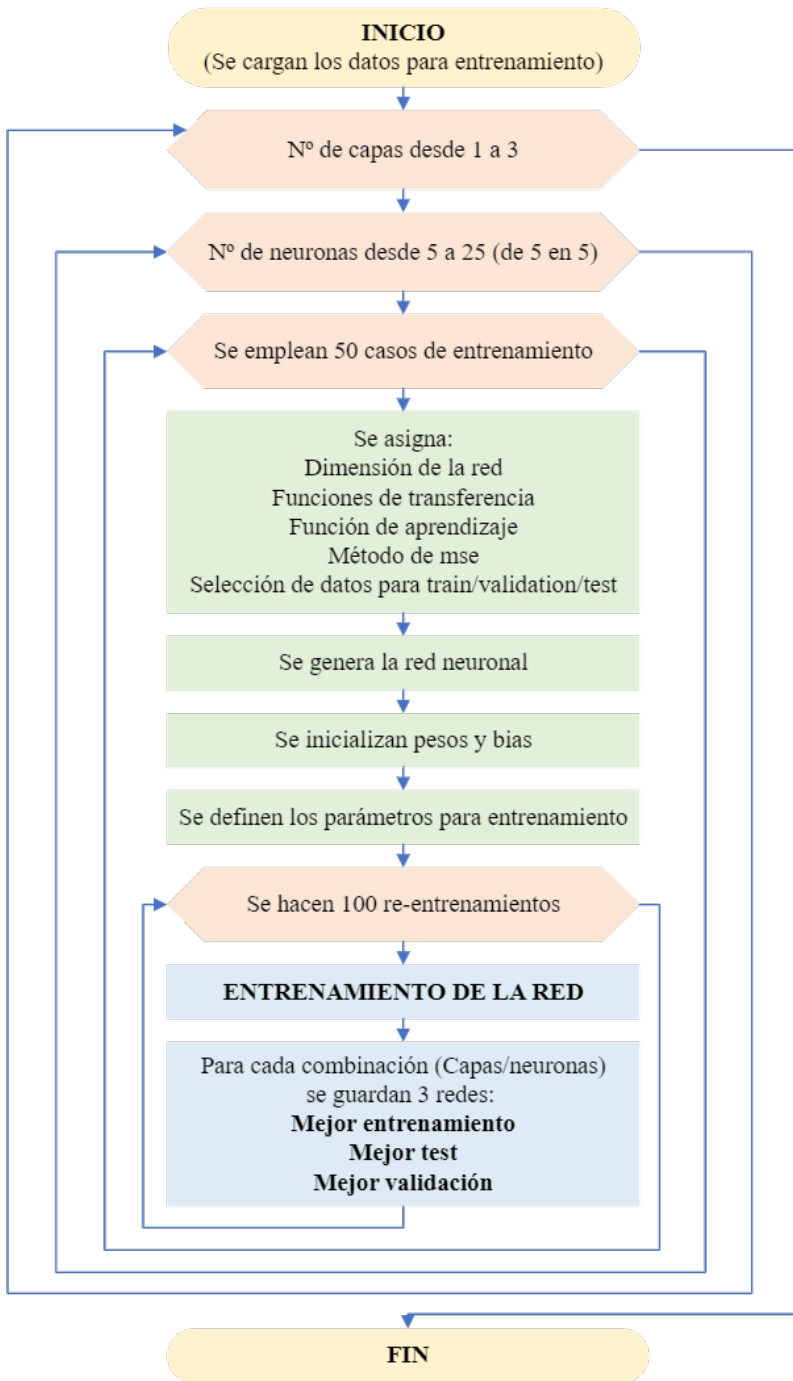 INICIO
(Se cargan los datos para entrenamiento)
Nº de capas desde 1 a 3
Nº de neuronas desde 5 a 25 (de 5 en 5)
Se emplean 50 casos de entrenamiento
Se asigna:
Dimensión de la red
Funciones de transferencia
Función de aprendizaje
Método de mse
Selección de datos para train/validation/test
Se genera la red neuronal
Se inicializan pesos y bias
Se definen los parámetros para entrenamiento
Se hacen 100 re-entrenamientos
ENTRENAMIENTO DE LA RED
Para cada combinación (Capas/neuronas)
se guardan 3 redes:
Mejor entrenamiento
Mejor test
Mejor validación
FIN